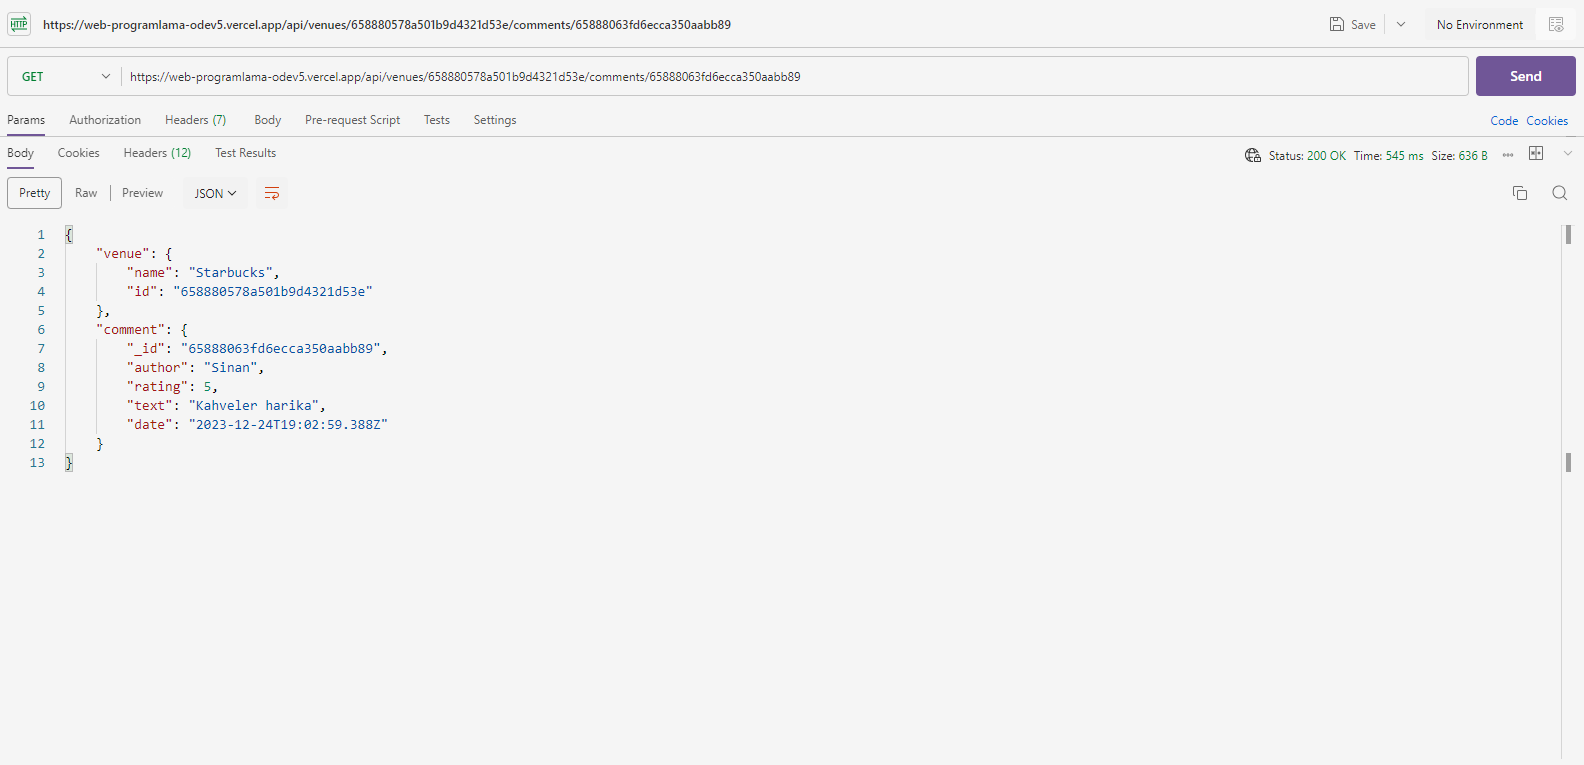 HTTP https://web-programlama-odev5.vercel.app/api/venues/658880578a501b9d4321d53e/comments/65888063fd6ecca350aabb89 Save No Environment
GET https://web-programlama-odev5.vercel.app/api/venues/658880578a501b9d4321d53e/comments/65888063fd6ecca350aabb89 Send
Params Authorization Headers (7) Body Pre-request Script Tests Settings Code Cookies
Body Cookies Headers (12) Test Results Status: 200 OK Time: 545 ms Size: 636 B
Pretty Raw Preview JSON
1 {
2 "venue": {
3 "name": "Starbucks",
4 "id": "658880578a501b9d4321d53e"
5 },
6 "comment": {
7 "_id": "65888063fd6ecca350aabb89",
8 "author": "Sinan",
9 "rating": 5,
10 "text": "Kahveler harika",
11 "date": "2023-12-24T19:02:59.388Z"
12 }
13 }